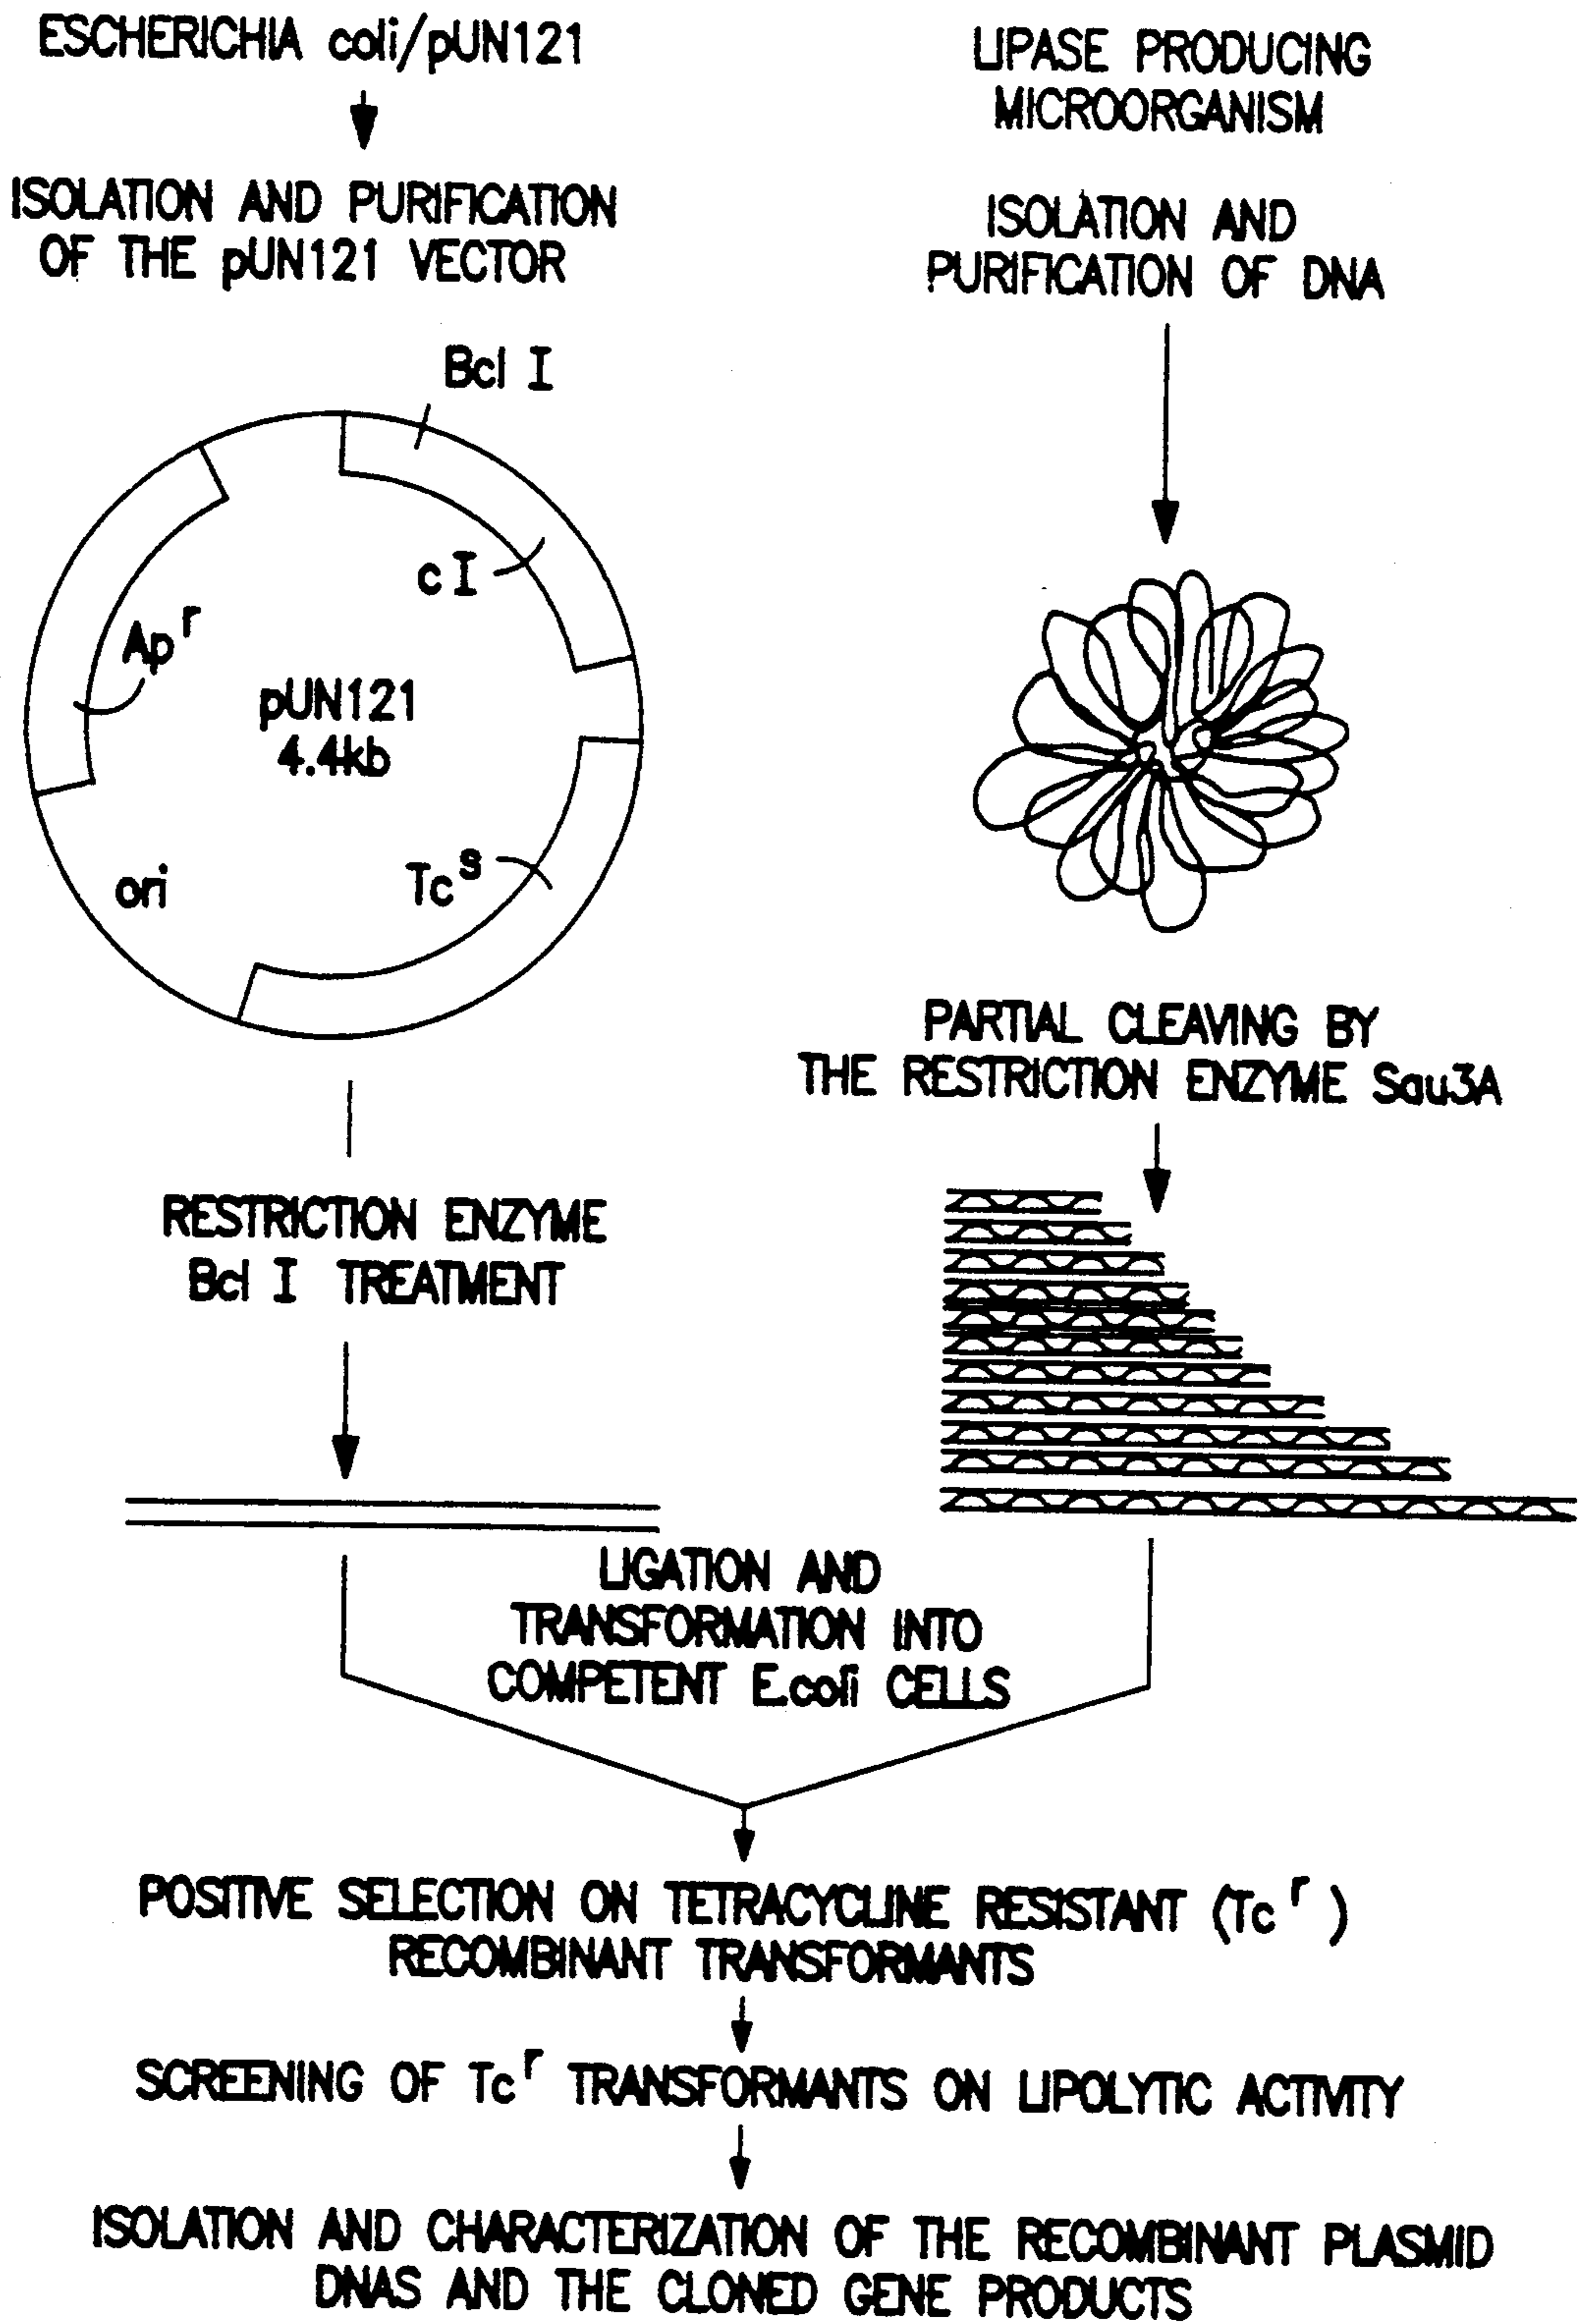 ESCHERICHIA coli/pUN121
ISOLATION AND PURIFICATION
OF THE pUN121 VECTOR
Bcl I
cI
Ap r
pUN121
4.4kb
Tc s
ori
RESTRICTION ENZYME
Bcl I TREATMENT
LIPASE PRODUCING
MICROORGANISM
ISOLATION AND
PURIFICATION OF DNA
PARTIAL CLEAVING BY
THE RESTRICTION ENZYME Sau3A
LIGATION AND
TRANSFORMATION INTO
COMPETENT E.coli CELLS
POSITIVE SELECTION ON TETRACYCLINE RESISTANT (Tc r)
RECOMBINANT TRANSFORMANTS
SCREENING OF Tc r TRANSFORMANTS ON LIPOLYTIC ACTIVITY
ISOLATION AND CHARACTERIZATION OF THE RECOMBINANT PLASMID
DNAS AND THE CLONED GENE PRODUCTS